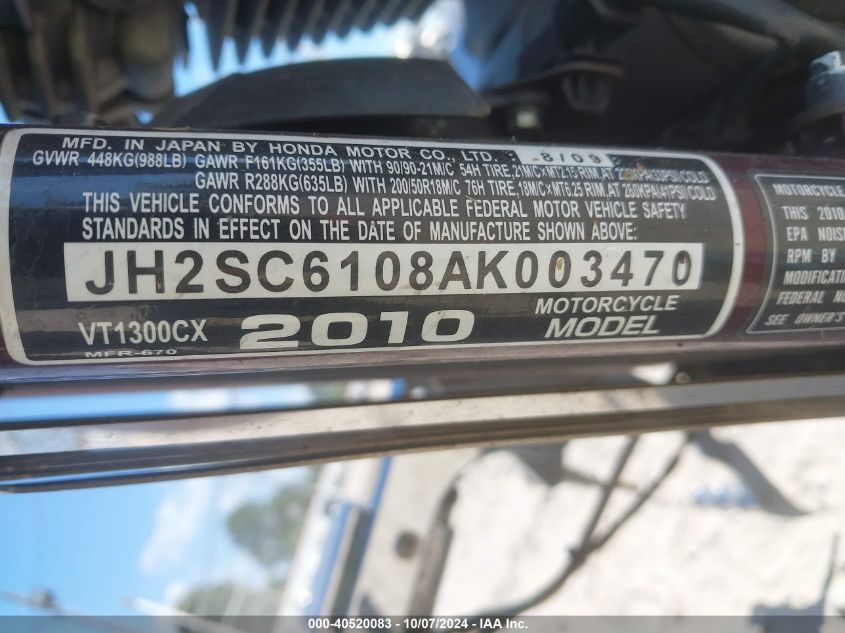 MFD. IN JAPAN BY HONDA MOTOR CO., LTD. : 8/09
GVWR 448KG(988LB) GAWR F161KG(355LB) WITH 90/90-21M/C 54H TIRE,21M/C×MT2.15 RIM,AT
GAWR R288KG(635LB) WITH 200/50R18M/C 76H TIRE,18M/C×MT6.25 RIM,AT 280KPA(41PSI)COLD
THIS VEHICLE CONFORMS TO ALL APPLICABLE FEDERAL MOTOR VEHICLE SAFETY
STANDARDS IN EFFECT ON THE DATE OF MANUFACTURE SHOWN ABOVE:
JH2SC6108AK003470
VT1300CX 2010 MOTORCYCLE MODEL
MFR-670
MOTORCYCLE
THIS 2010
EPA NOIS
RPM BY
MODIFICATION
FEDERAL NO
SEE OWNER'S
000-40520083 - 10/07/2024 - IAA Inc.